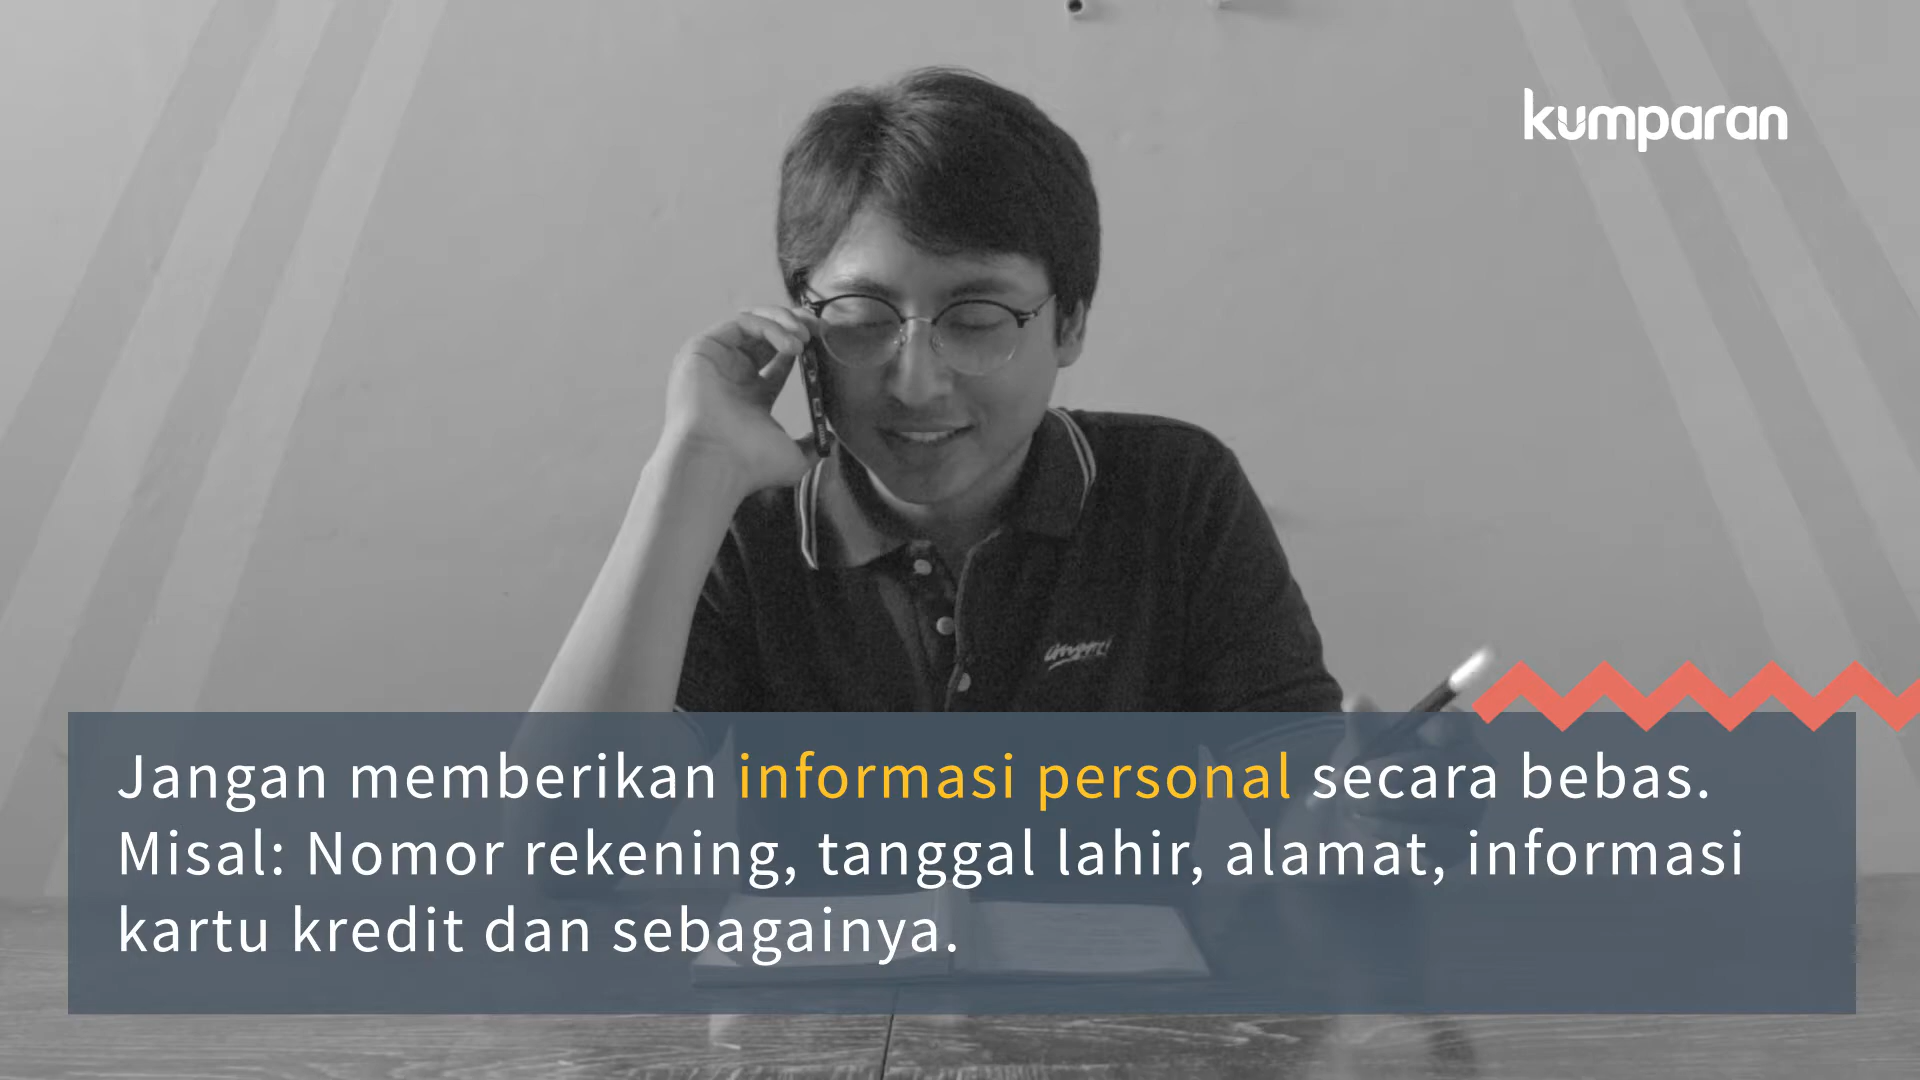 kumparan
Jangan memberikan informasi personal secara bebas.
Misal: Nomor rekening, tanggal lahir, alamat, informasi
kartu kredit dan sebagainya.